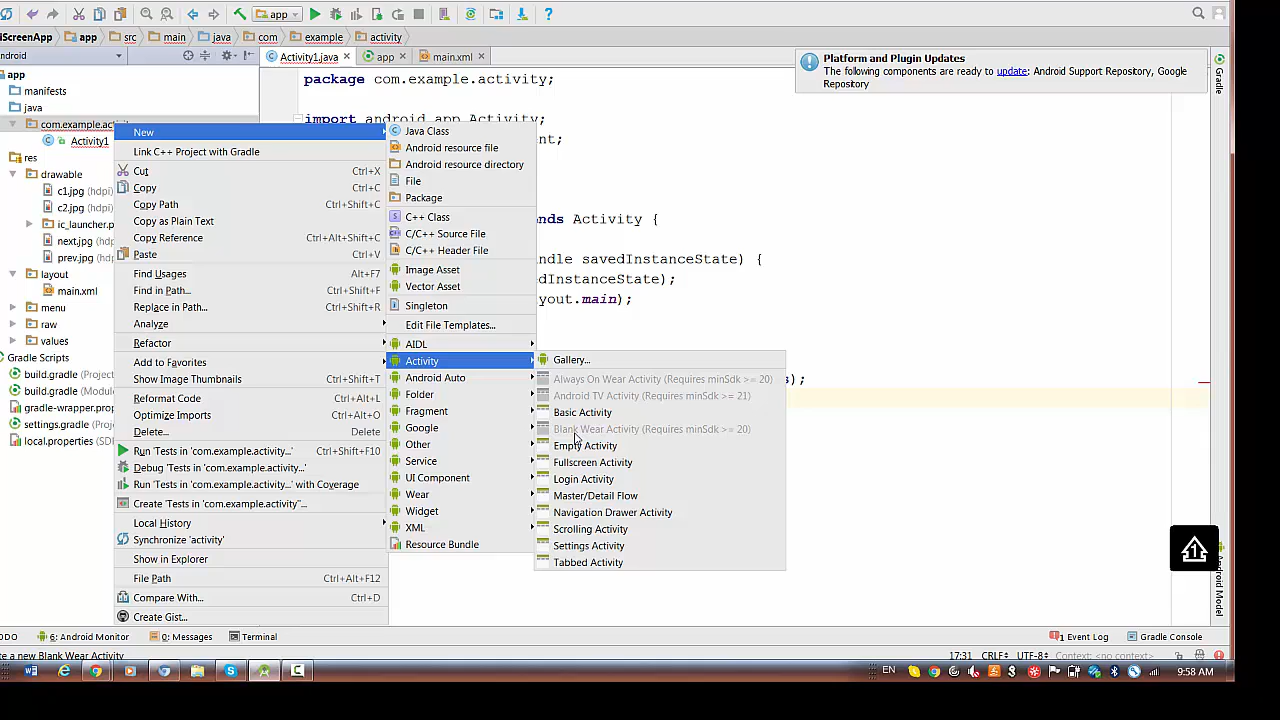 app
iScreenApp app src main java com example activity
ndroid Activity1.java app main.xml
Platform and Plugin Updates
The following components are ready to update: Android Support Repository, Google
Repository
Gradle
app
manifests
java
com.example.activity
Activity1
res
drawable
c1.jpg (hdpi)
c2.jpg (hdpi)
ic_launcher.p
next.jpg (hd
prev.jpg (hd
layout
main.xml
menu
raw
values
Gradle Scripts
build.gradle (
build.gradle (
gradle-wrapper.prop
settings.gradle (
local.properties (SD
package com.example.activity;
import android.app.Activity;
nt;
nds Activity {
ndle savedInstanceState) {
edInstanceState);
yout.main);
s);
New
Link C++ Project with Gradle
Cut Ctrl+X
Copy Ctrl+C
Copy Path Ctrl+Shift+C
Copy as Plain Text
Copy Reference Ctrl+Alt+Shift+C
Paste Ctrl+V
Find Usages Alt+F7
Find in Path... Ctrl+Shift+F
Replace in Path... Ctrl+Shift+R
Analyze
Refactor
Add to Favorites
Show Image Thumbnails Ctrl+Shift+T
Reformat Code Ctrl+Alt+L
Optimize Imports Ctrl+Alt+O
Delete... Delete
Run 'Tests in 'com.example.activity''... Ctrl+Shift+F10
Debug 'Tests in 'com.example.activity''...
Run 'Tests in 'com.example.activity'' with Coverage
Create 'Tests in 'com.example.activity''...
Local History
Synchronize 'activity'
Show in Explorer
File Path Ctrl+Alt+F12
Compare With... Ctrl+D
Create Gist...
Java Class
Android resource file
Android resource directory
File
Package
C++ Class
C/C++ Source File
C/C++ Header File
Image Asset
Vector Asset
Singleton
Edit File Templates...
AIDL
Activity
Android Auto
Folder
Fragment
Google
Other
Service
UI Component
Wear
Widget
XML
Resource Bundle
Gallery...
Always On Wear Activity (Requires minSdk >= 20)
Android TV Activity (Requires minSdk >= 21)
Basic Activity
Blank Wear Activity (Requires minSdk >= 20)
Empty Activity
Fullscreen Activity
Login Activity
Master/Detail Flow
Navigation Drawer Activity
Scrolling Activity
Settings Activity
Tabbed Activity
1
Android Model
ODO 6: Android Monitor 0: Messages Terminal 1 Event Log Gradle Console
te a new Blank Wear Activity 17:31 CRLF UTF-8 Context: <no context>
EN 9:58 AM